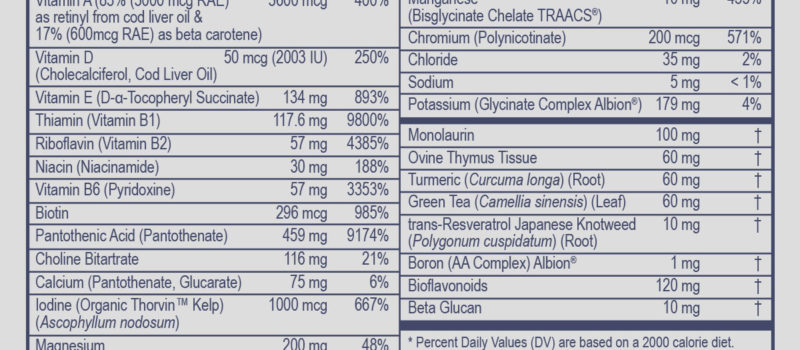 Vitamin A (83% (3000 mcg RAE) 3600 mcg 400%
as retinyl from cod liver oil &
17% (600mcg RAE) as beta carotene)
Vitamin D 50 mcg (2003 IU) 250%
(Cholecalciferol, Cod Liver Oil)
Vitamin E (D-α-Tocopheryl Succinate) 134 mg 893%
Thiamin (Vitamin B1) 117.6 mg 9800%
Riboflavin (Vitamin B2) 57 mg 4385%
Niacin (Niacinamide) 30 mg 188%
Vitamin B6 (Pyridoxine) 57 mg 3353%
Biotin 296 mcg 985%
Pantothenic Acid (Pantothenate) 459 mg 9174%
Choline Bitartrate 116 mg 21%
Calcium (Pantothenate, Glucarate) 75 mg 6%
Iodine (Organic Thorvin™ Kelp) 1000 mcg 667%
(Ascophyllum nodosum)
Magnesium 200 mg 48%
Manganese 10 mg 435%
(Bisglycinate Chelate TRAACS®)
Chromium (Polynicotinate) 200 mcg 571%
Chloride 35 mg 2%
Sodium 5 mg < 1%
Potassium (Glycinate Complex Albion®) 179 mg 4%
Monolaurin 100 mg †
Ovine Thymus Tissue 60 mg †
Turmeric (Curcuma longa) (Root) 60 mg †
Green Tea (Camellia sinensis) (Leaf) 60 mg †
trans-Resveratrol Japanese Knotweed 10 mg †
(Polygonum cuspidatum) (Root)
Boron (AA Complex) Albion® 1 mg †
Bioflavonoids 120 mg †
Beta Glucan 10 mg †
* Percent Daily Values (DV) are based on a 2000 calorie diet.